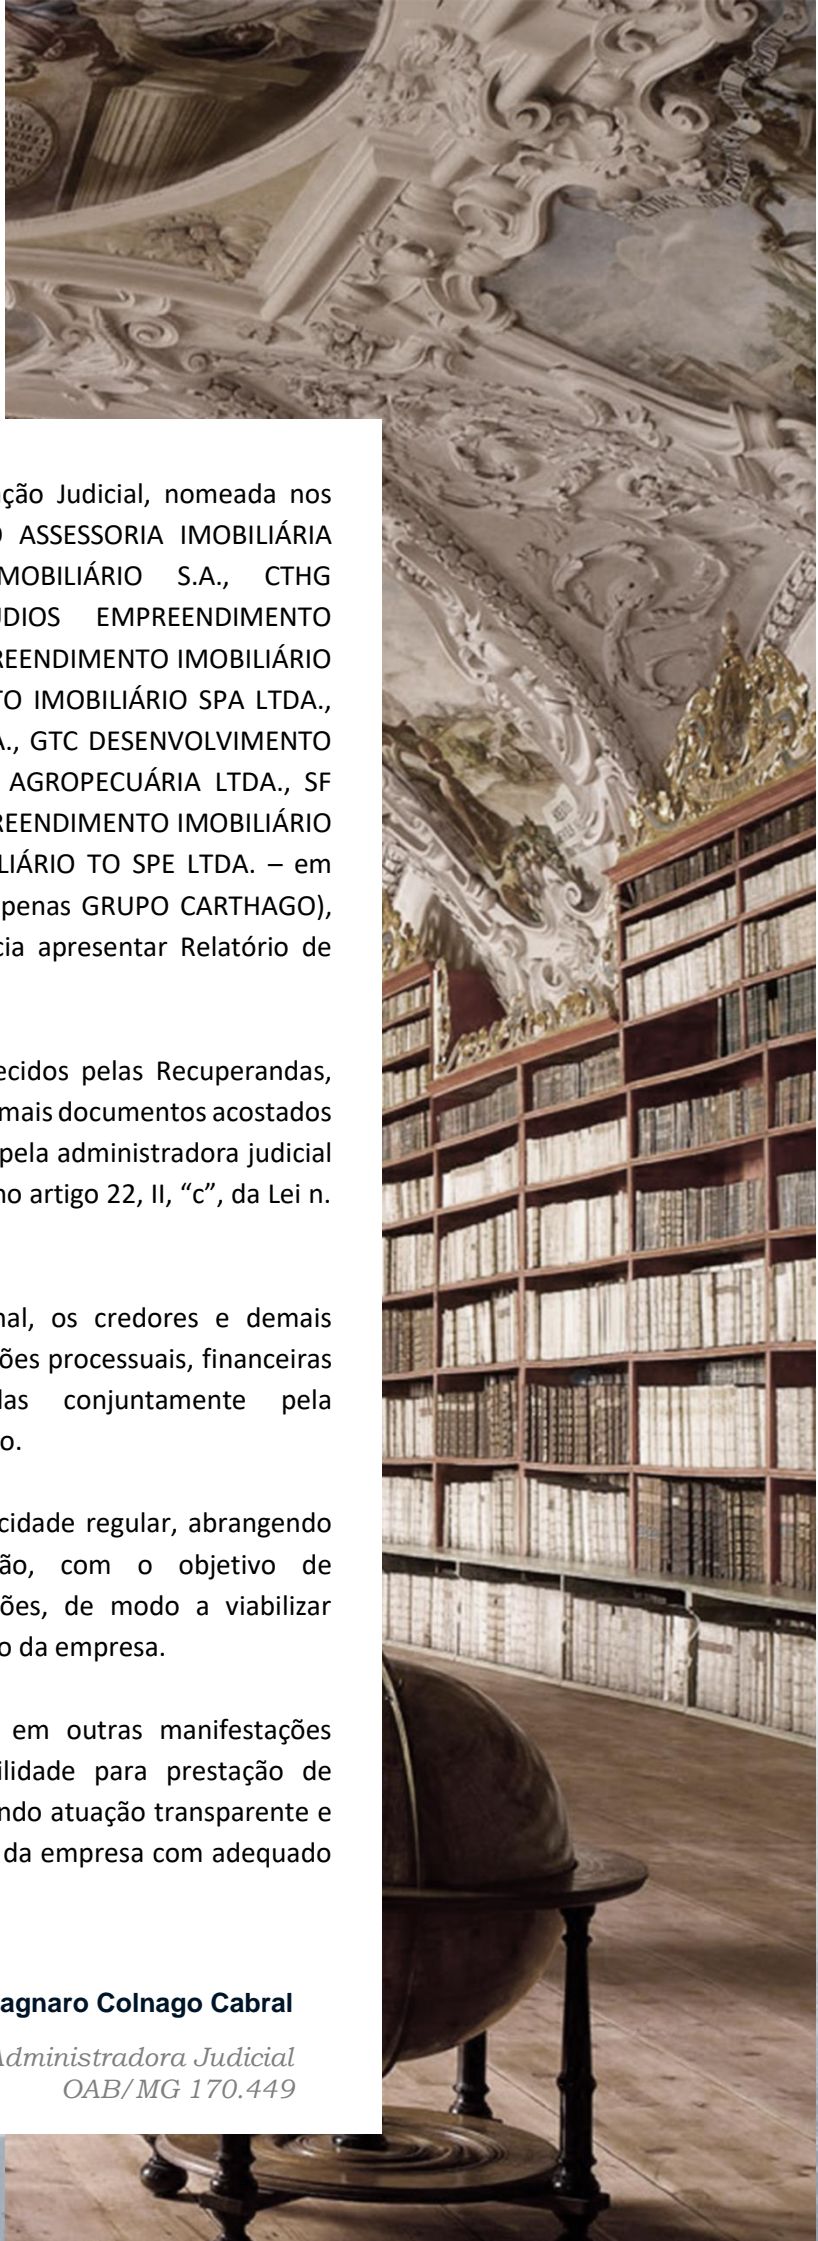 ção Judicial, nomeada nos
ASSESSORIA IMOBILIÁRIA
MOBILIÁRIO S.A., CTHG
DIOS EMPREENDIMENTO
REENDIMENTO IMOBILIÁRIO
TO IMOBILIÁRIO SPA LTDA.,
A., GTC DESENVOLVIMENTO
AGROPECUÁRIA LTDA., SF
REENDIMENTO IMOBILIÁRIO
LIÁRIO TO SPE LTDA. – em
penas GRUPO CARTHAGO),
cia apresentar Relatório de
ecidos pelas Recuperandas,
mais documentos acostados
pela administradora judicial
no artigo 22, II, “c”, da Lei n.
nal, os credores e demais
ões processuais, financeiras
das conjuntamente pela
o.
cidade regular, abrangendo
ão, com o objetivo de
ões, de modo a viabilizar
o da empresa.
em outras manifestações
ilidade para prestação de
ndo atuação transparente e
da empresa com adequado
agnaro Colnago Cabral
Administradora Judicial
OAB/MG 170.449